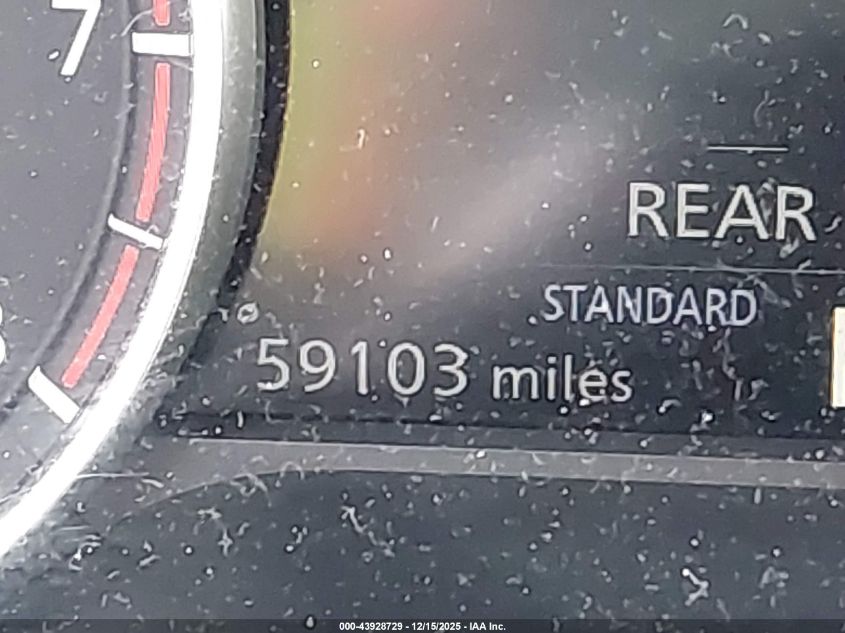 7
REAR
STANDARD
59103 miles
000-43928729 - 12/15/2025 - IAA Inc.